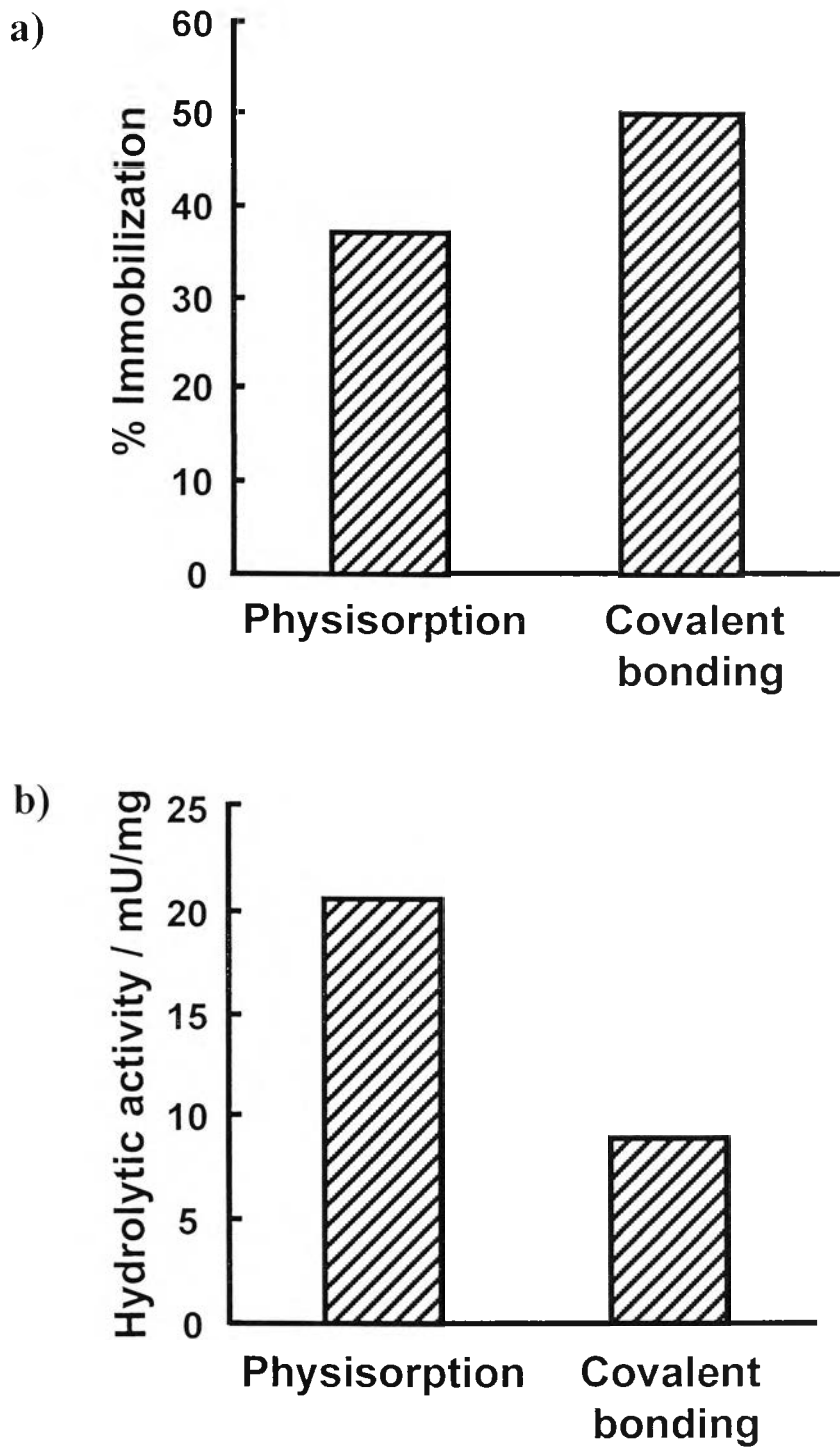 a)
% Immobilization
60
50
40
30
20
10
0
Physisorption
Covalent
bonding
b)
Hydrolytic activity / mU/mg
25
20
15
10
5
0
Physisorption
Covalent
bonding